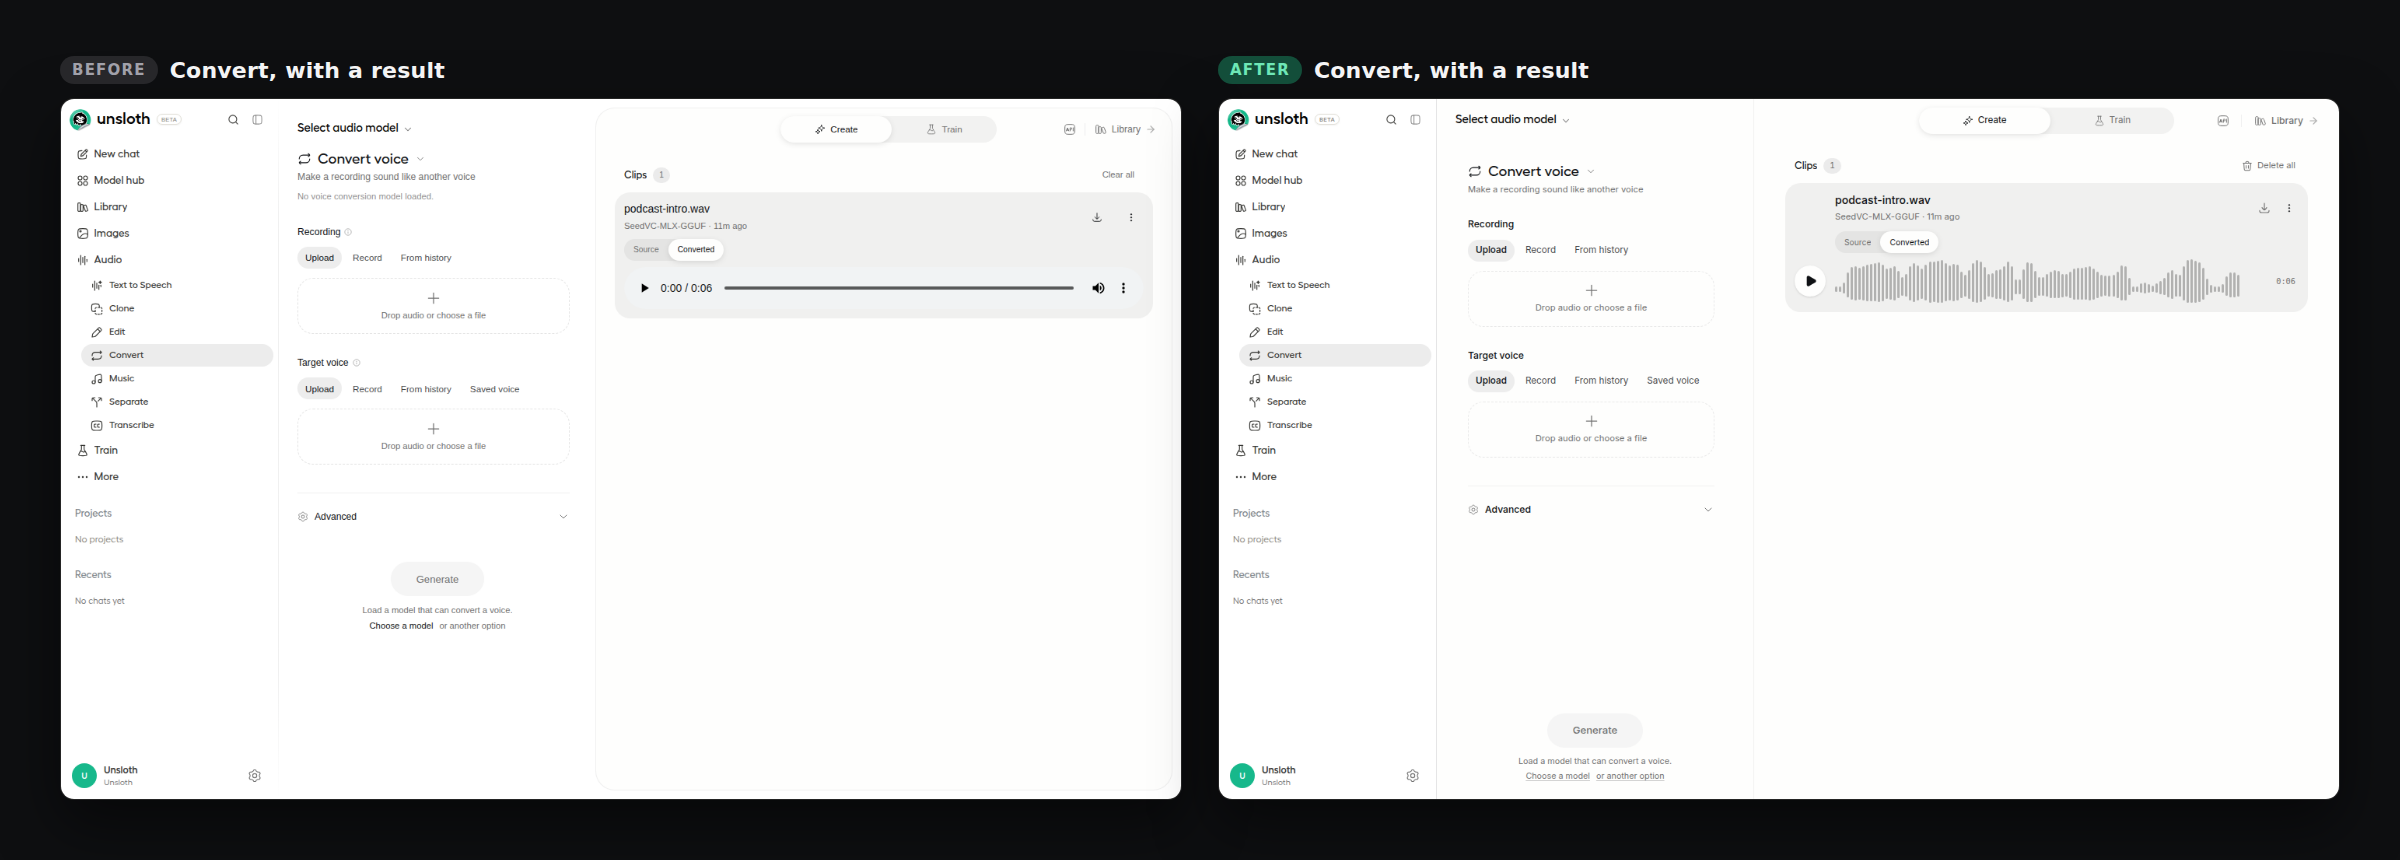 BEFORE Convert, with a result
unsloth BETA
New chat
Model hub
Library
Images
Audio
Text to Speech
Clone
Edit
Convert
Music
Separate
Transcribe
Train
More
Projects
No projects
Recents
No chats yet
U Unsloth
Unsloth
Select audio model
Convert voice
Make a recording sound like another voice
No voice conversion model loaded.
Recording
Upload Record From history
Drop audio or choose a file
Target voice
Upload Record From history Saved voice
Drop audio or choose a file
Advanced
Generate
Load a model that can convert a voice.
Choose a model or another option
Create Train
API Library
Clips 1 Clear all
podcast-intro.wav
SeedVC-MLX-GGUF · 11m ago
Source Converted
0:00 / 0:06
AFTER Convert, with a result
unsloth BETA
New chat
Model hub
Library
Images
Audio
Text to Speech
Clone
Edit
Convert
Music
Separate
Transcribe
Train
More
Projects
No projects
Recents
No chats yet
U Unsloth
Unsloth
Select audio model
Convert voice
Make a recording sound like another voice
Recording
Upload Record From history
Drop audio or choose a file
Target voice
Upload Record From history Saved voice
Drop audio or choose a file
Advanced
Generate
Load a model that can convert a voice.
Choose a model or another option
Create Train
API Library
Clips 1 Delete all
podcast-intro.wav
SeedVC-MLX-GGUF · 11m ago
Source Converted
0:06